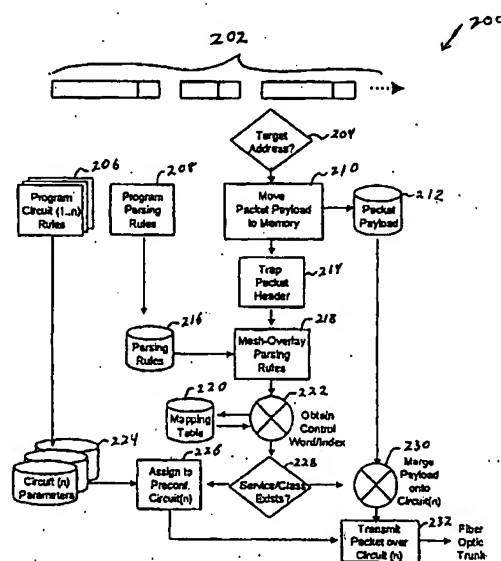 202
200
Target
Address?
204
206
Program
Circuit (1...n)
Rules
208
Program
Parsing
Rules
210
Move
Packet Payload
to Memory
212
Packet
Payload
214
Trap
Packet
Header
216
Parsing
Rules
218
Mesh-Overlay
Parsing
Rules
220
Mapping
Table
222
Obtain
Control
Word/Index
224
Circuit (n)
Parameters
226
Assign to
Preconf.
Circuit(n)
228
Service/Class
Exists?
230
Merge
Payload
onto
Circuit(n)
232
Transmit
Packet over
Circuit (n)
Fiber
Optic
Trunk